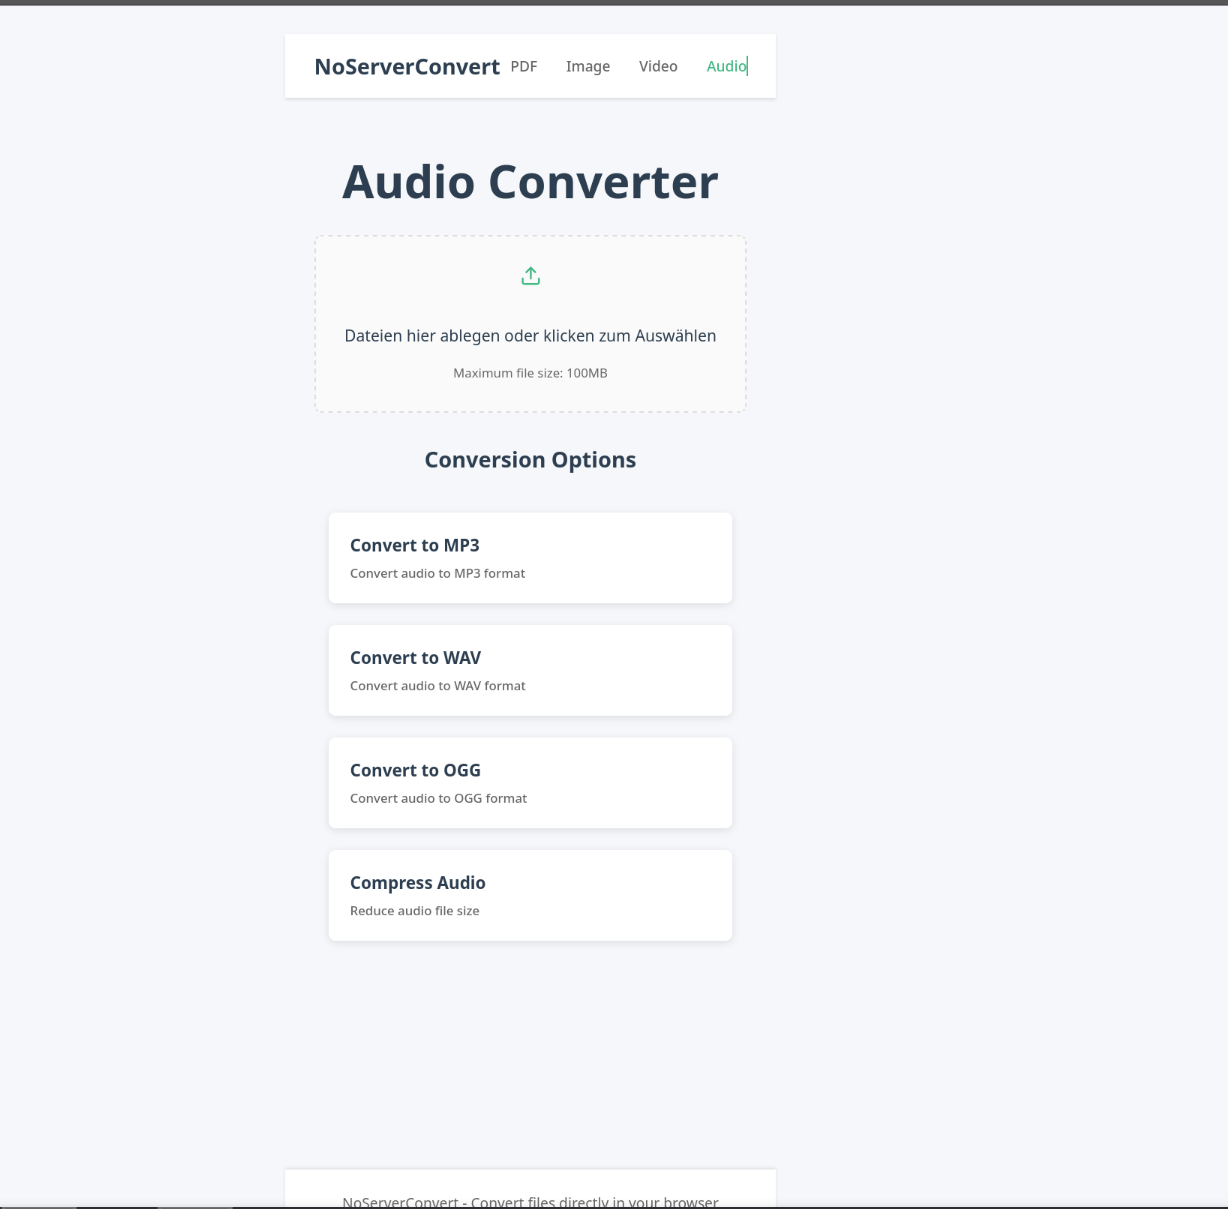 NoServerConvert PDF Image Video Audio
Audio Converter
Dateien hier ablegen oder klicken zum Auswählen
Maximum file size: 100MB
Conversion Options
Convert to MP3
Convert audio to MP3 format
Convert to WAV
Convert audio to WAV format
Convert to OGG
Convert audio to OGG format
Compress Audio
Reduce audio file size
NoServerConvert - Convert files directly in your browser